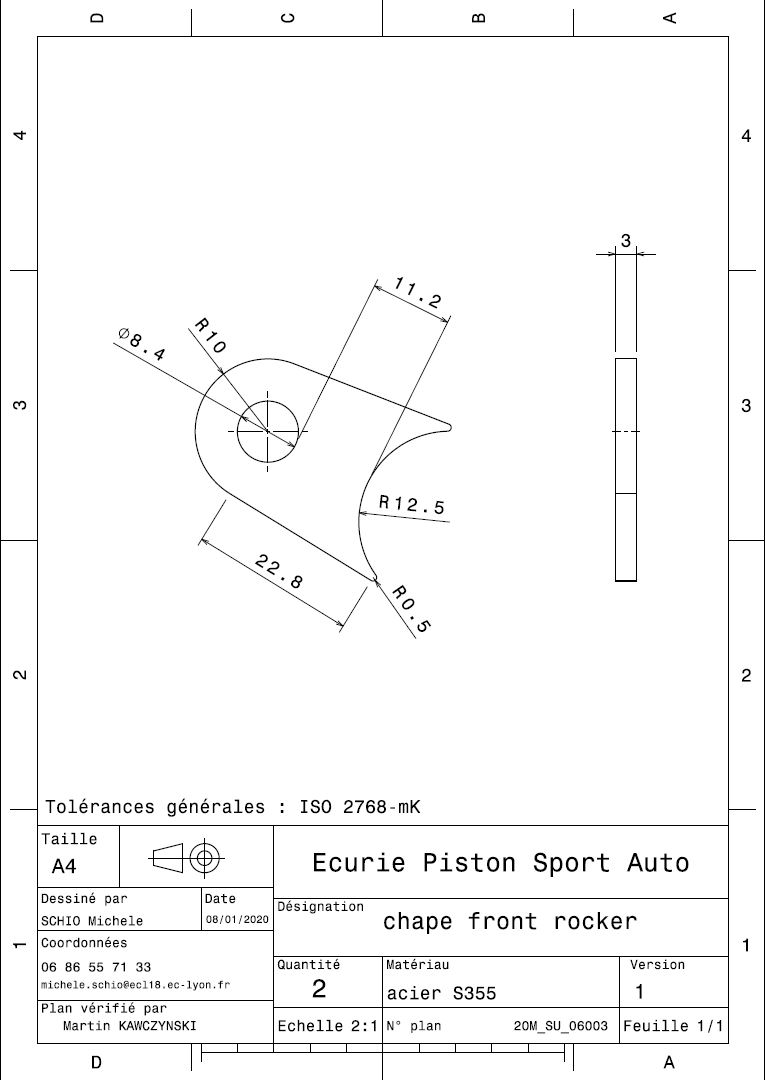 D C B A
4 4
3
11.2
R10
Ø8.4
3 3
R12.5
22.8
R0.5
2 2
Tolérances générales : ISO 2768-mK
Taille
A4
Ecurie Piston Sport Auto
Dessiné par
SCHIO Michele
Date
08/01/2020
Désignation
chape front rocker
Coordonnées
06 86 55 71 33
michele.schio@ecl18.ec-lyon.fr
Quantité
2
Matériau
acier S355
Version
1
Plan vérifié par
Martin KAWCZYNSKI
Echelle 2:1
N° plan
20M_SU_06003
Feuille 1/1
1 1
D A